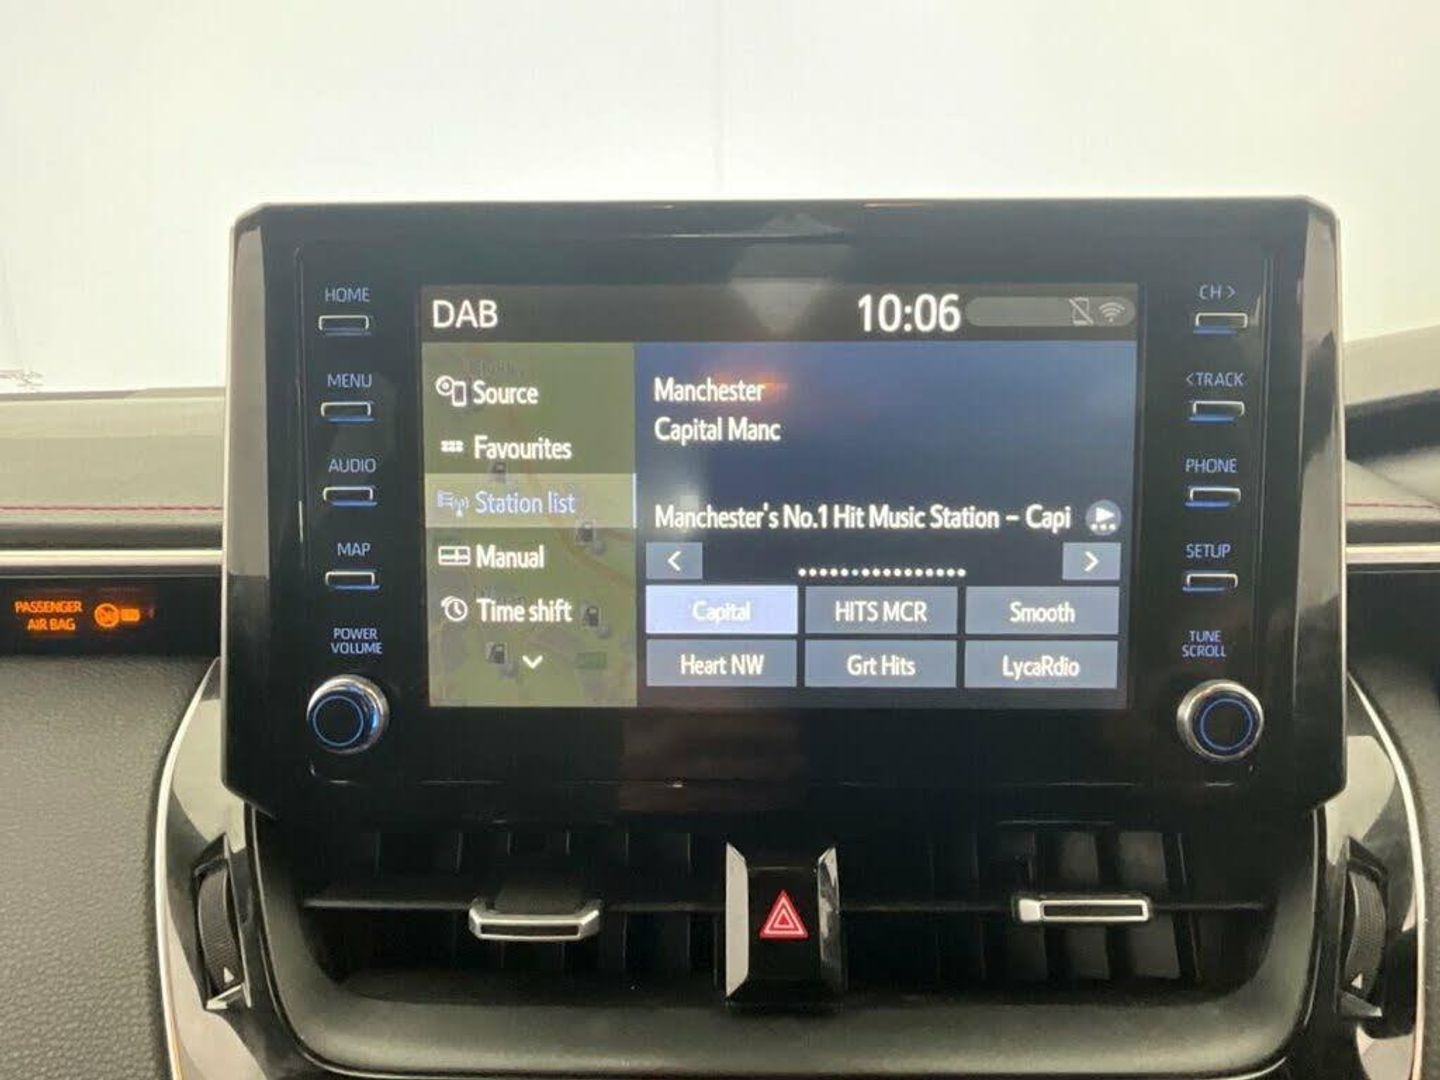 HOME
MENU
AUDIO
MAP
POWER
VOLUME
DAB
10:06
Source
Favourites
Station list
Manual
Time shift
Manchester
Capital Manc
Manchester's No.1 Hit Music Station – Capi
<
>
Capital
HITS MCR
Smooth
Heart NW
Grt Hits
LycaRdio
CH >
< TRACK
PHONE
SETUP
TUNE
SCROLL
PASSENGER
AIR BAG